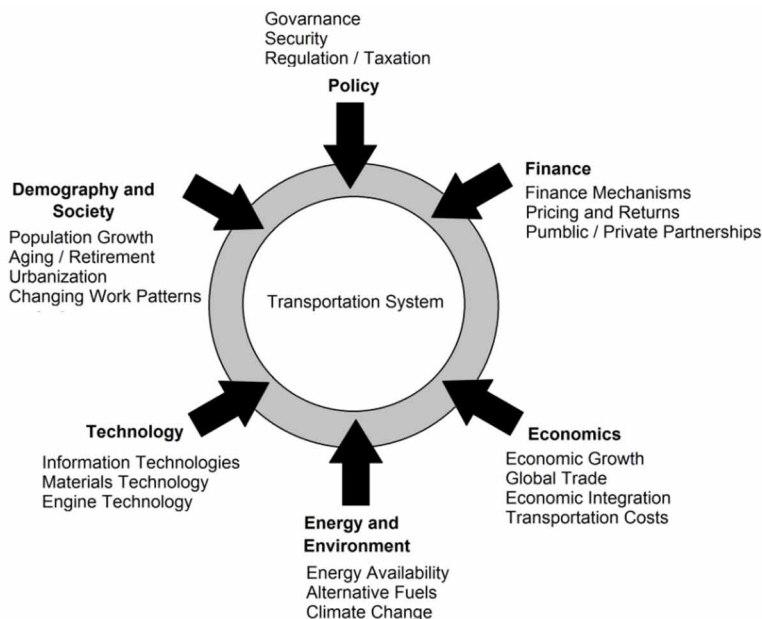 Governance
Security
Regulation / Taxation
Policy
Finance
Finance Mechanisms
Pricing and Returns
Pumblic / Private Partnerships
Demography and
Society
Population Growth
Aging / Retirement
Urbanization
Changing Work Patterns
Transportation System
Technology
Information Technologies
Materials Technology
Engine Technology
Economics
Economic Growth
Global Trade
Economic Integration
Transportation Costs
Energy and
Environment
Energy Availability
Alternative Fuels
Climate Change